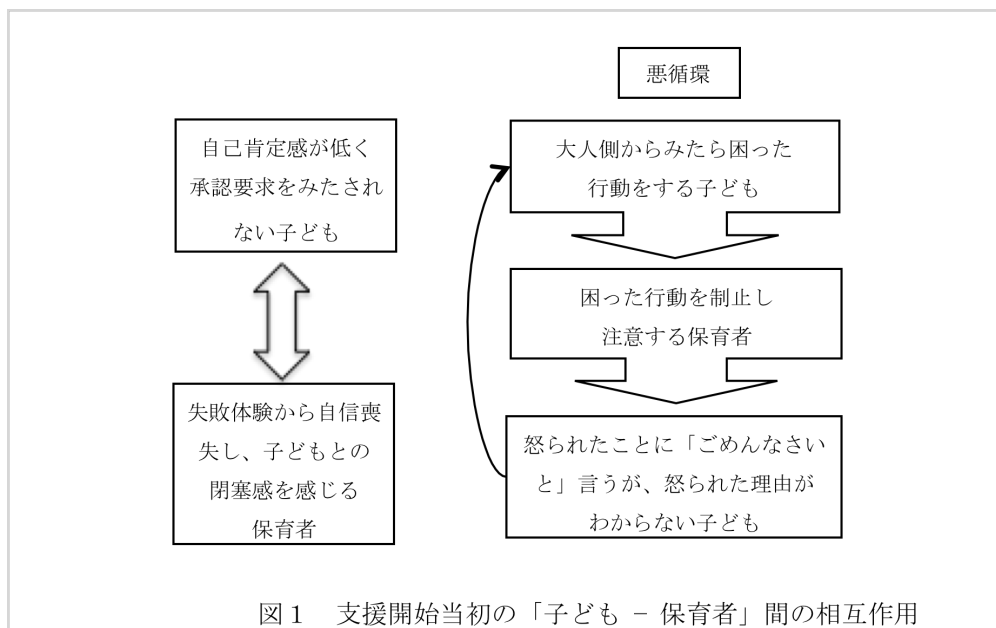 悪循環
自己肯定感が低く
承認要求をみたされ
ない子ども
失敗体験から自信喪
失し、子どもとの
閉塞感を感じる
保育者
大人側からみたら困った
行動をする子ども
困った行動を制止し
注意する保育者
怒られたことに「ごめんなさい
と」言うが、怒られた理由が
わからない子ども
図1 支援開始当初の「子ども − 保育者」間の相互作用